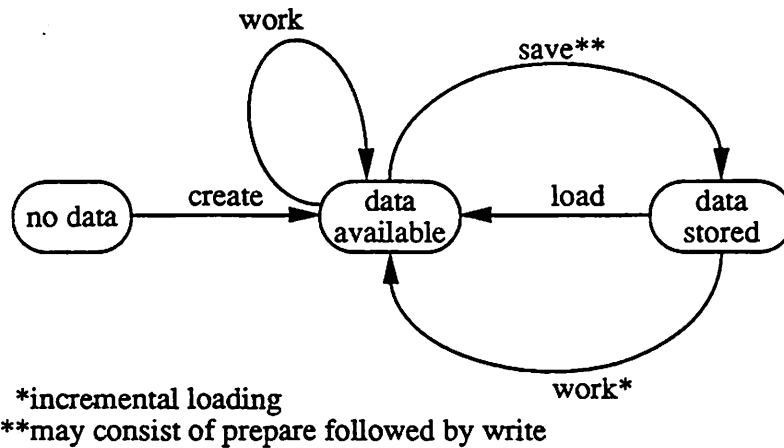 work
save**
create
load
no data
data
available
data
stored
work*
*incremental loading
**may consist of prepare followed by write